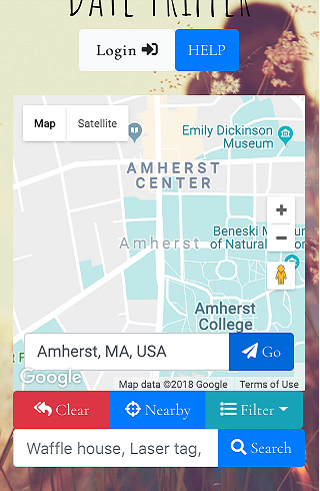 DATE TRIPPER
Login HELP
Map Satellite
Emily Dickinson
Museum
AMHERST
CENTER
Amherst
Beneski M
of Natural
Amherst
College
Amherst, MA, USA Go
Google Map data ©2018 Google Terms of Use
Clear Nearby Filter
Waffle house, Laser tag, Search